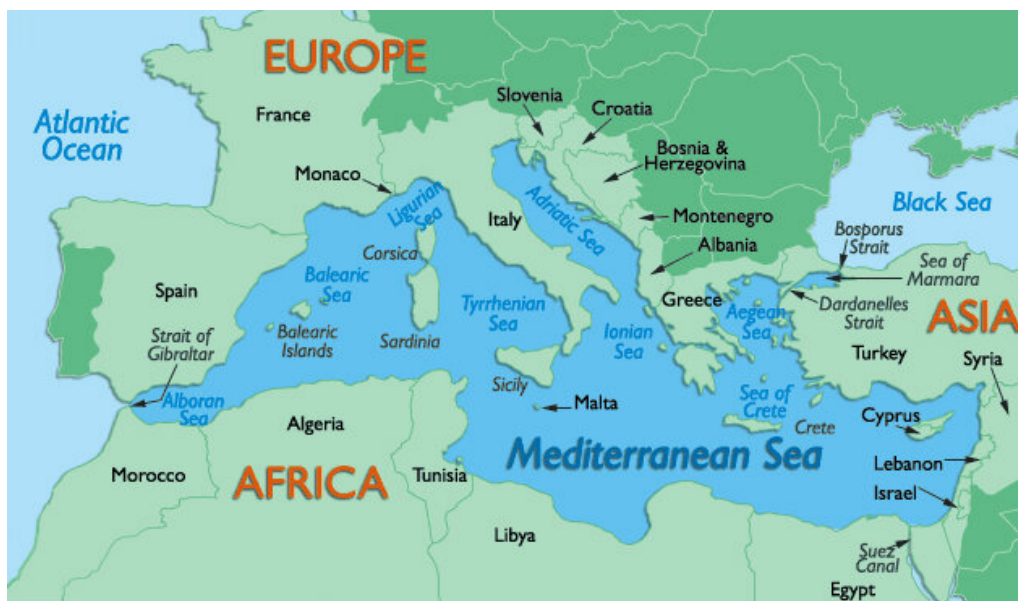 EUROPE
Slovenia
Croatia
France
Atlantic
Ocean
Bosnia &
Herzegovina
Monaco
Ligurian
Sea
Adriatic Sea
Black Sea
Italy
Montenegro
Bosporus
Strait
Corsica
Albania
Sea of
Marmara
Balearic
Sea
Spain
Tyrrhenian
Sea
Greece
Aegean
Sea
Dardanelles
Strait
ASIA
Strait of
Gibraltar
Balearic
Islands
Sardinia
Ionian
Sea
Turkey
Syria
Sicily
Alboran
Sea
Malta
Sea of
Crete
Crete
Cyprus
Algeria
Mediterranean Sea
Lebanon
Morocco
AFRICA
Tunisia
Israel
Libya
Suez
Canal
Egypt